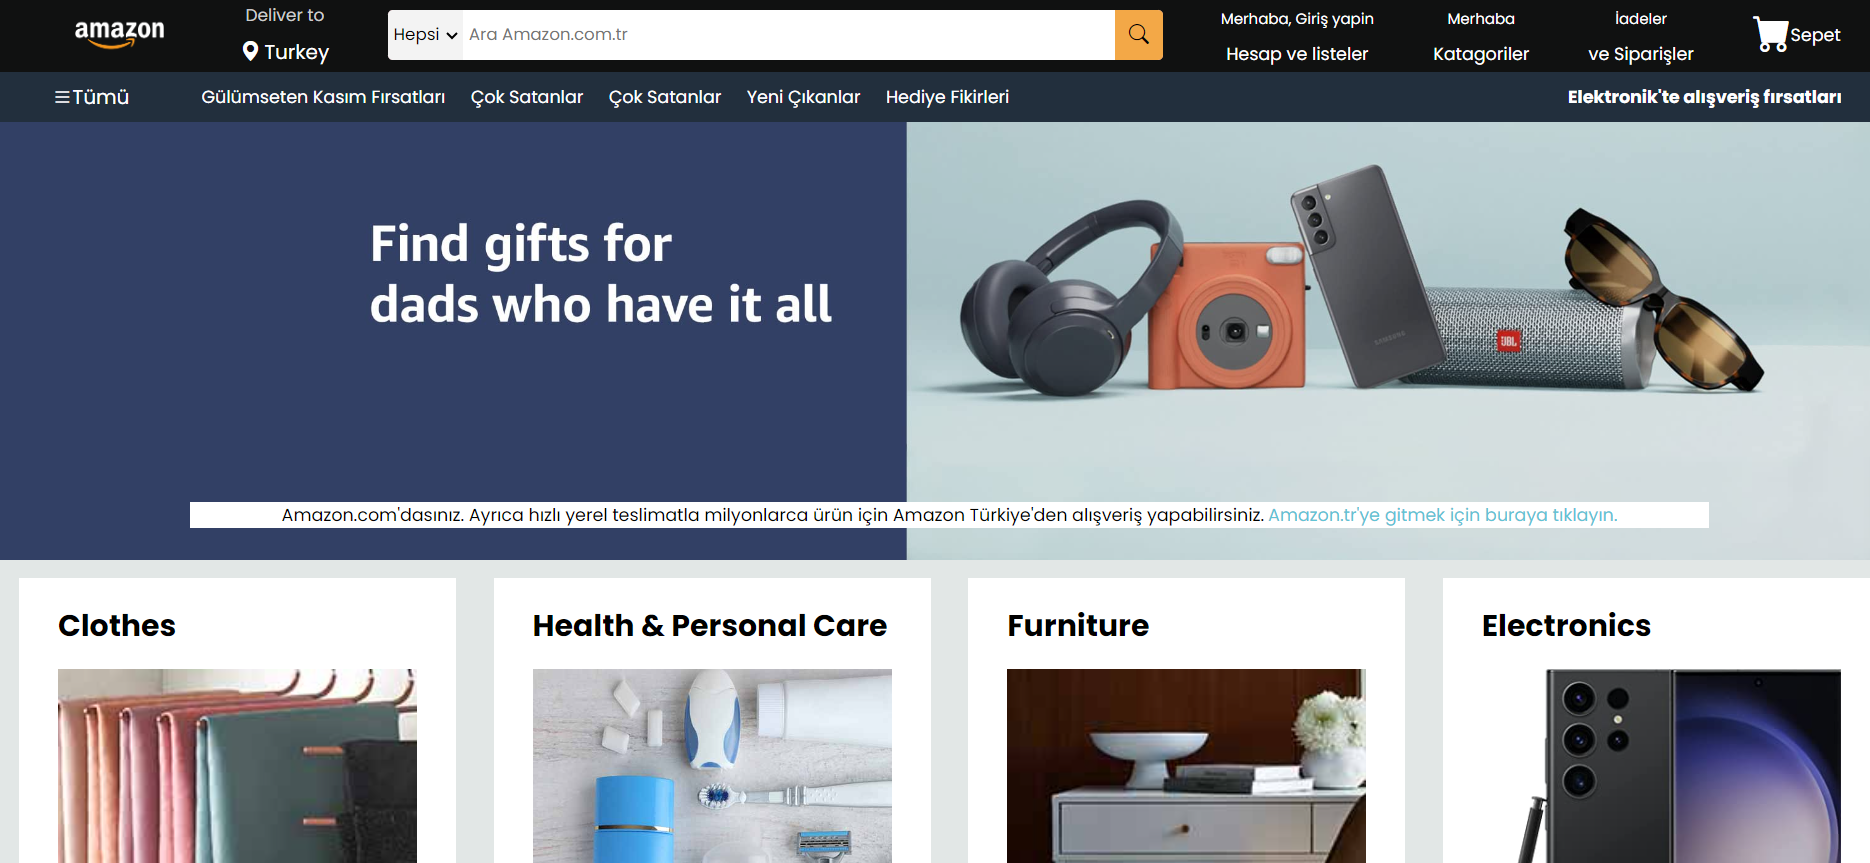 amazon
Deliver to
Turkey
Hepsi
Ara Amazon.com.tr
Merhaba, Giriş yapin
Hesap ve listeler
Merhaba
Katagoriler
İadeler
ve Siparişler
Sepet
Tümü
Gülümseten Kasım Fırsatları
Çok Satanlar
Çok Satanlar
Yeni Çıkanlar
Hediye Fikirleri
Elektronik'te alışveriş fırsatları
Find gifts for
dads who have it all
SAMSUNG
JBL
Amazon.com'dasınız. Ayrıca hızlı yerel teslimatla milyonlarca ürün için Amazon Türkiye'den alışveriş yapabilirsiniz. Amazon.tr'ye gitmek için buraya tıklayın.
Clothes
Health & Personal Care
Furniture
Electronics